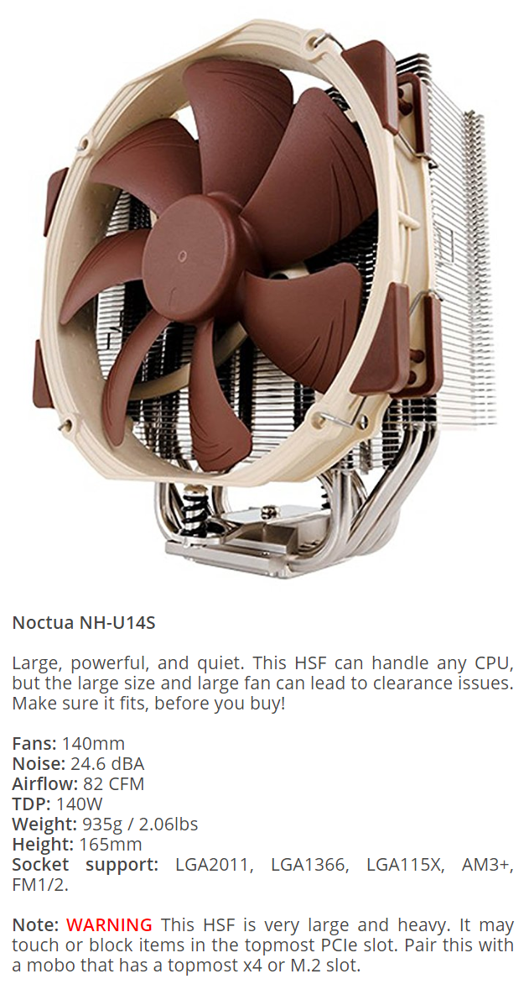 Noctua NH-U14S
Large, powerful, and quiet. This HSF can handle any CPU,
but the large size and large fan can lead to clearance issues.
Make sure it fits, before you buy!
Fans: 140mm
Noise: 24.6 dBA
Airflow: 82 CFM
TDP: 140W
Weight: 935g / 2.06lbs
Height: 165mm
Socket support: LGA2011, LGA1366, LGA115X, AM3+,
FM1/2.
Note: WARNING This HSF is very large and heavy. It may
touch or block items in the topmost PCIe slot. Pair this with
a mobo that has a topmost x4 or M.2 slot.